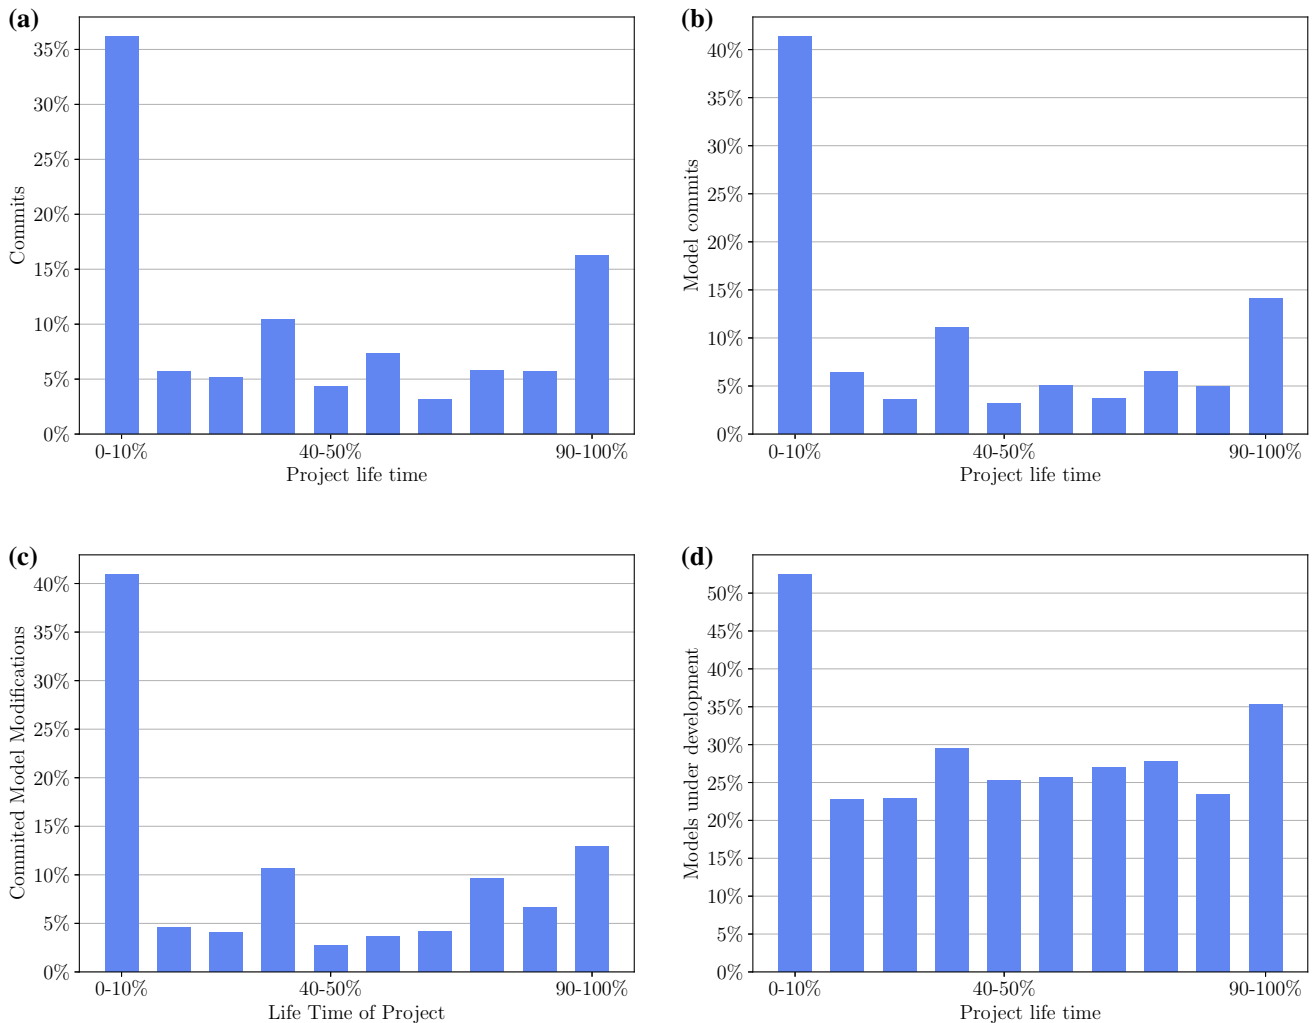 (a)
35%
30%
25%
20%
15%
10%
5%
0%
Commits
0-10% 40-50% 90-100%
Project life time
(b)
40%
35%
30%
25%
20%
15%
10%
5%
0%
Model commits
0-10% 40-50% 90-100%
Project life time
(c)
40%
35%
30%
25%
20%
15%
10%
5%
0%
Commited Model Modifications
0-10% 40-50% 90-100%
Life Time of Project
(d)
50%
45%
40%
35%
30%
25%
20%
15%
10%
5%
0%
Models under development
0-10% 40-50% 90-100%
Project life time